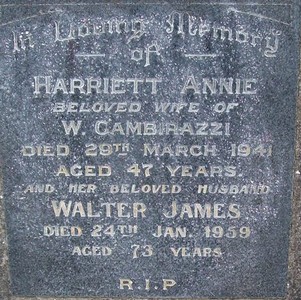 In Loving Memory
of
HARRIETT ANNIE
BELOVED WIFE OF
W. GAMBIRAZZI
DIED 29TH MARCH 1941
AGED 47 YEARS.
AND HER BELOVED HUSBAND
WALTER JAMES
DIED 24TH JAN. 1959
AGED 73 YEARS
R.I.P